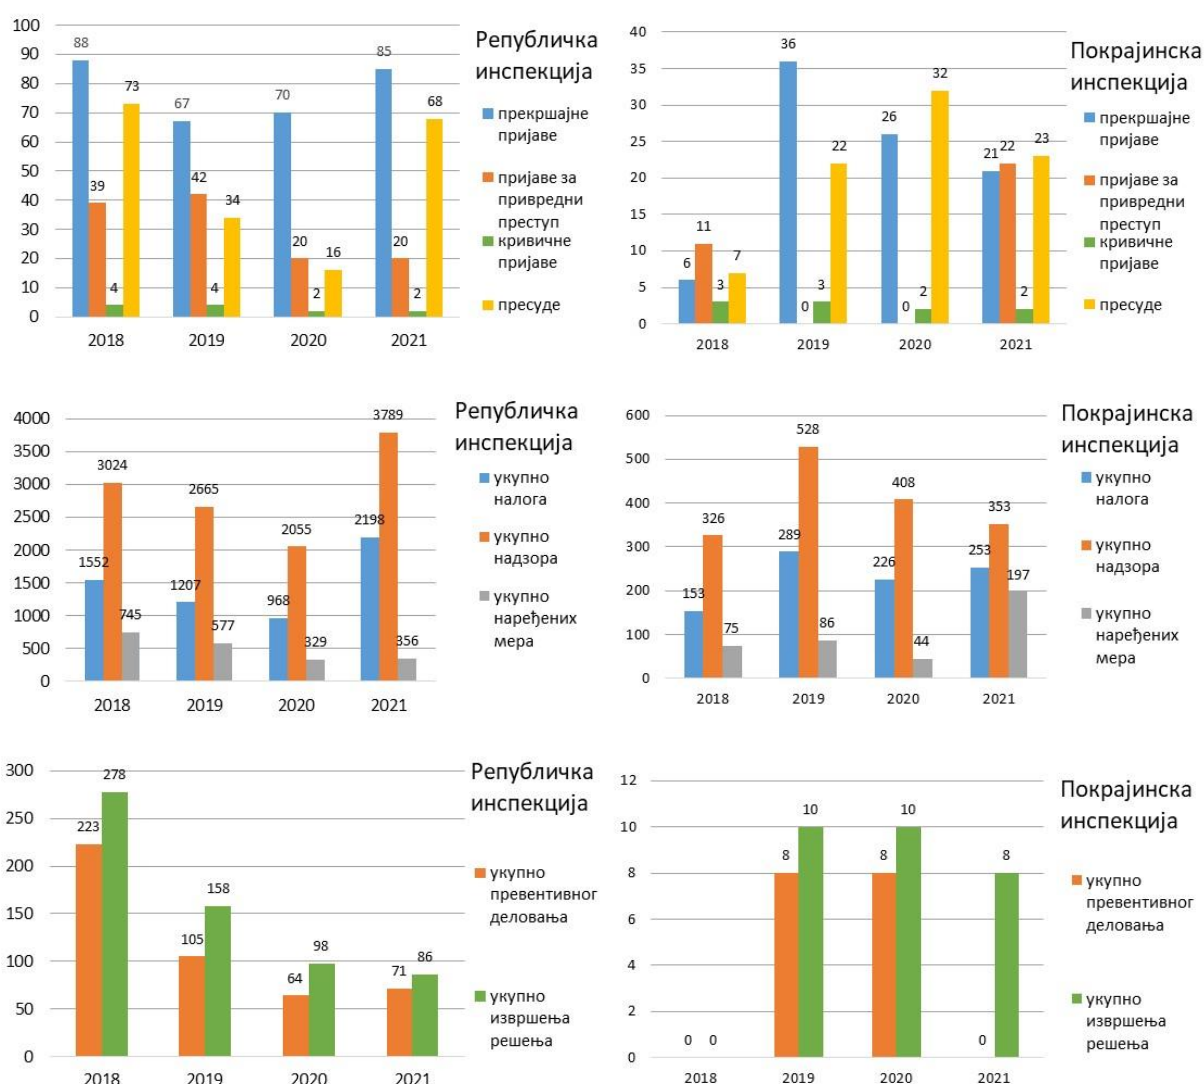 Републичка
инспекција
100
90
80
70
60
50
40
30
20
10
0
88
39
4
73
67
42
4
34
70
20
2
16
85
20
2
68
2018
2019
2020
2021
прекршајне
пријаве
пријаве за
привредни
преступ
кривичне
пријаве
пресуде
Покрајинска
инспекција
40
35
30
25
20
15
10
5
0
6
11
3
7
36
0
3
22
26
0
2
32
21
22
2
23
2018
2019
2020
2021
прекршајне
пријаве
пријаве за
привредни
преступ
кривичне
пријаве
пресуде
Републичка
инспекција
4000
3500
3000
2500
2000
1500
1000
500
0
1552
3024
745
1207
2665
577
968
2055
329
2198
3789
356
2018
2019
2020
2021
укупно
налога
укупно
надзора
укупно
наређених
мера
Покрајинска
инспекција
600
500
400
300
200
100
0
153
326
75
289
528
86
226
408
44
253
353
197
2018
2019
2020
2021
укупно
налога
укупно
надзора
укупно
наређених
мера
Републичка
инспекција
300
250
200
150
100
50
0
223
278
105
158
64
98
71
86
2018
2019
2020
2021
укупно
превентивног
деловања
укупно
извршења
решења
Покрајинска
инспекција
12
10
8
6
4
2
0
0
0
8
10
8
10
0
8
2018
2019
2020
2021
укупно
превентивног
деловања
укупно
извршења
решења